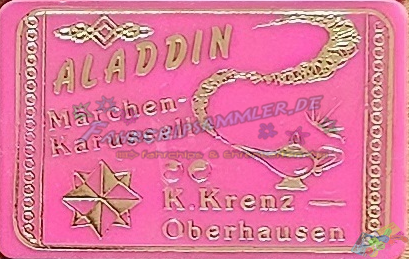 ALADDIN
Märchen-
Karussell
K.Krenz —
Oberhausen